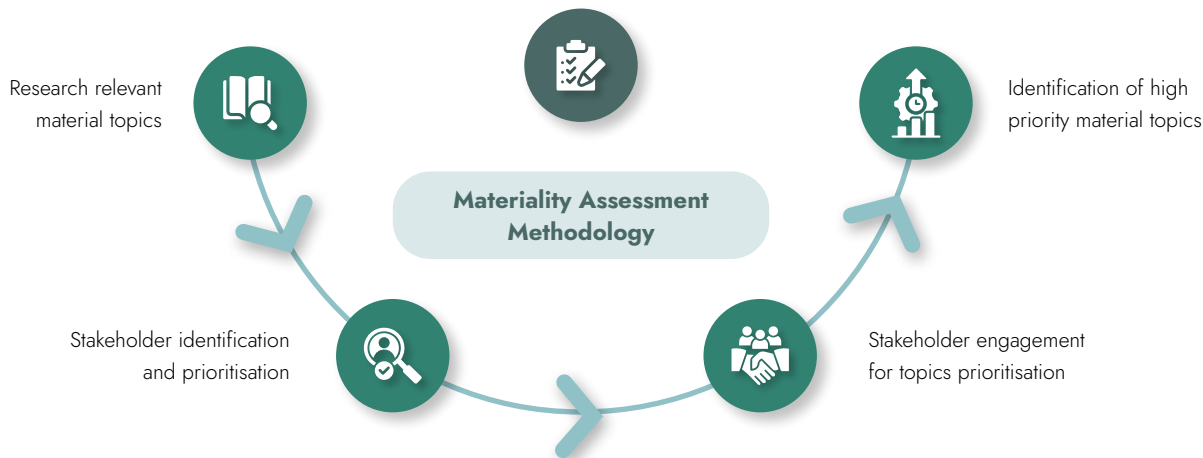 Research relevant
material topics
Identification of high
priority material topics
Materiality Assessment
Methodology
Stakeholder identification
and prioritisation
Stakeholder engagement
for topics prioritisation